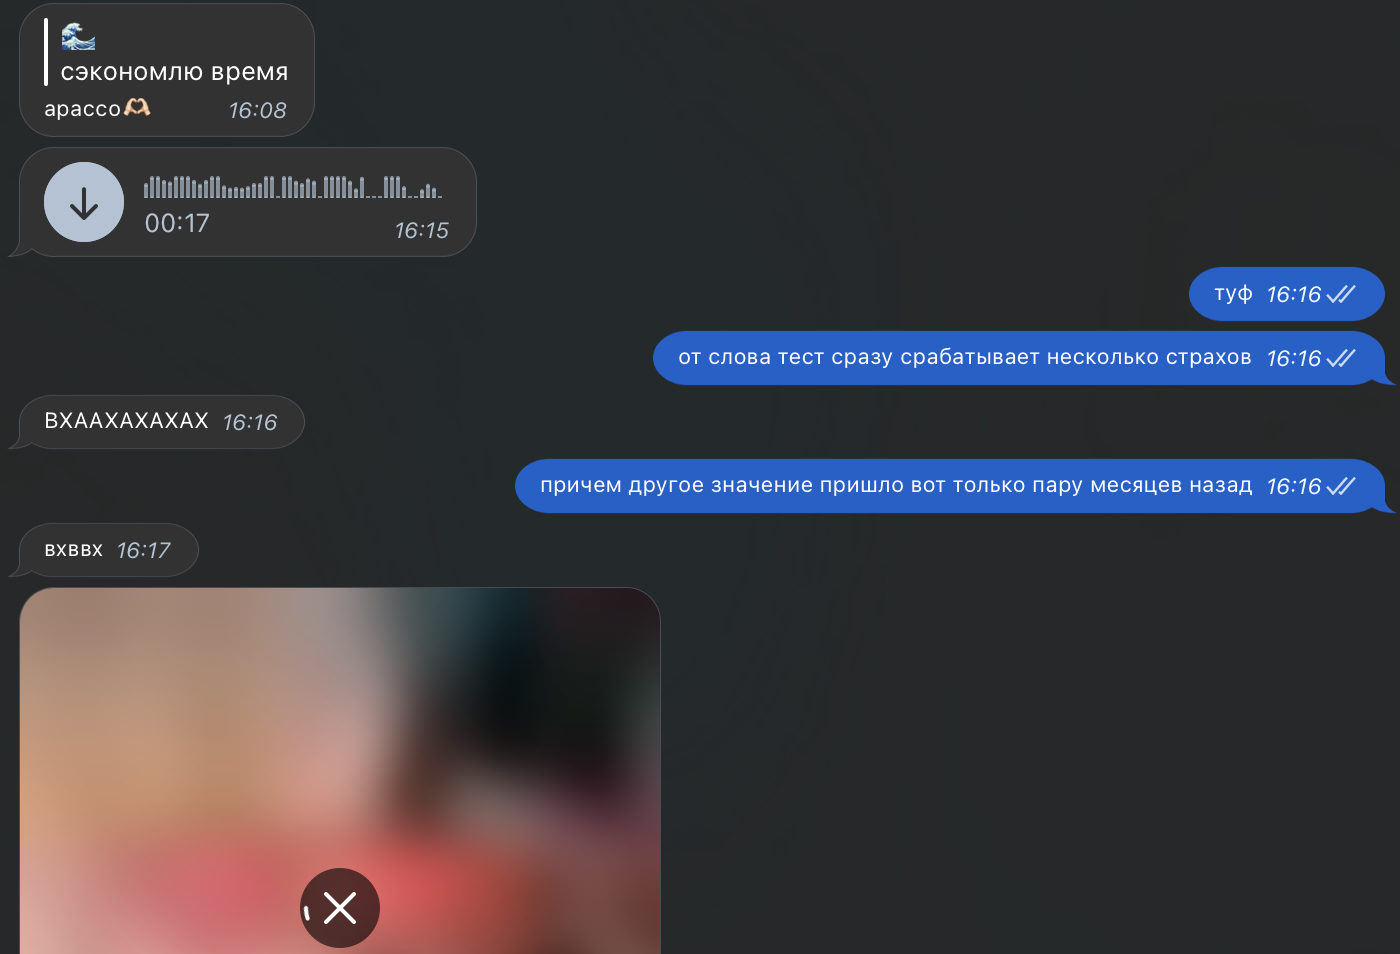 🌊
сэкономлю время
арассо🫶🏻 16:08
00:17 16:15
туф 16:16
от слова тест сразу срабатывает несколько страхов 16:16
ВХААХАХАХАХ 16:16
причем другое значение пришло вот только пару месяцев назад 16:16
вхввх 16:17